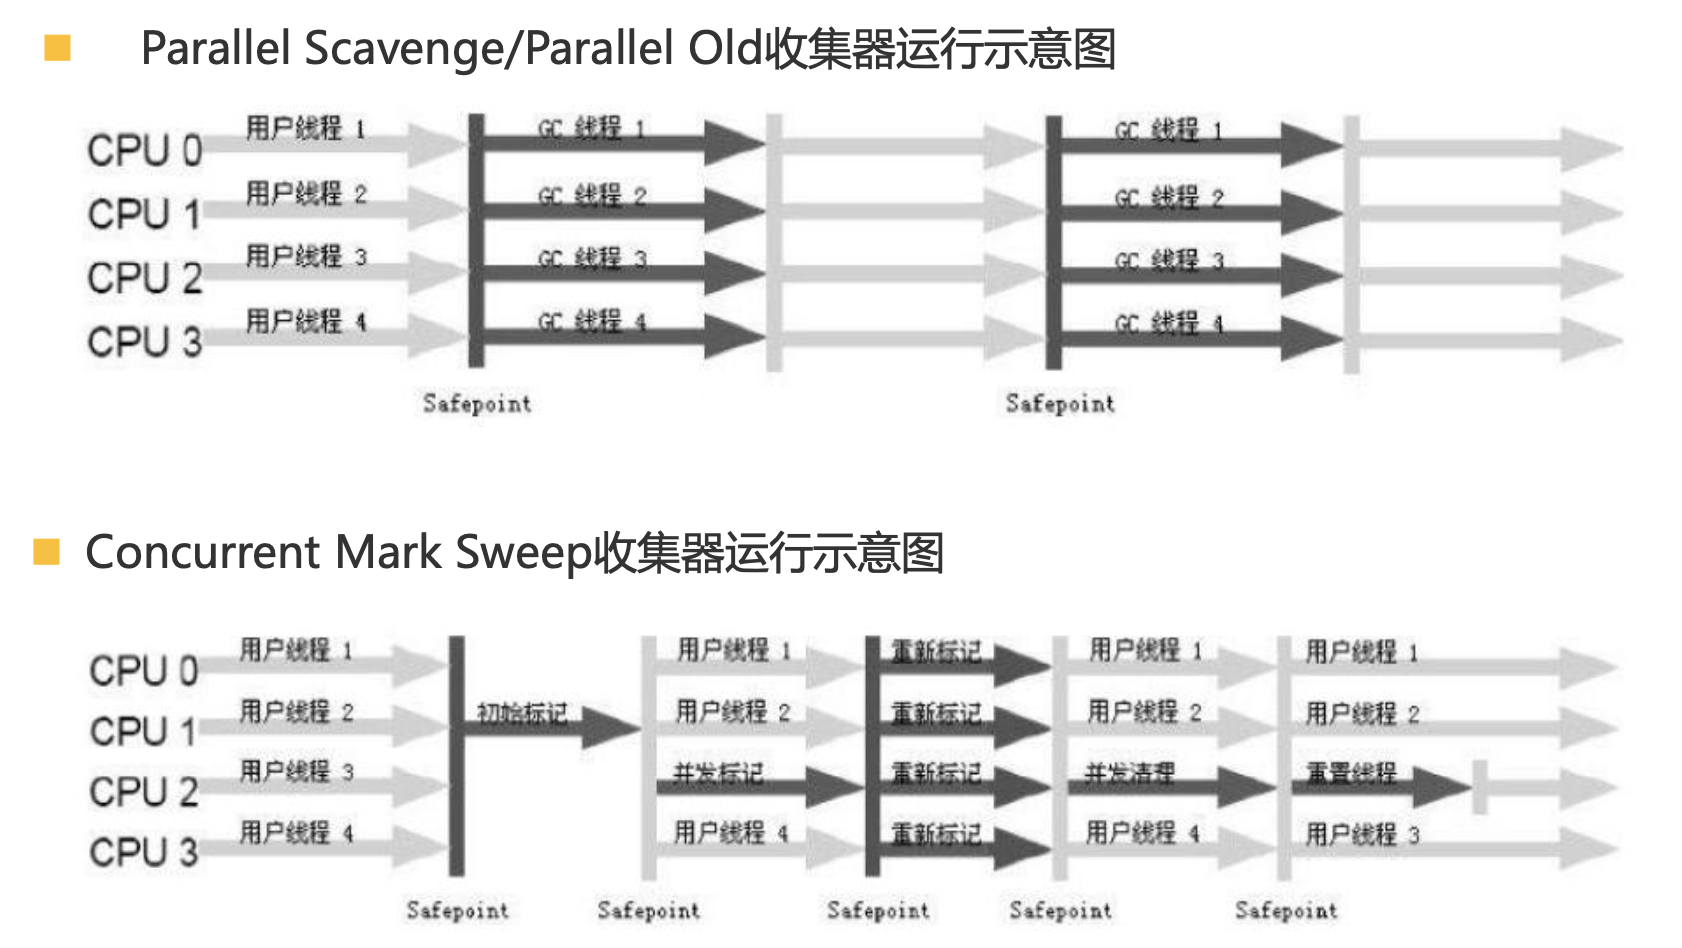 Parallel Scavenge/Parallel Old收集器运行示意图
CPU 0 用户线程 1 GC 线程 1 GC 线程 1
CPU 1 用户线程 2 GC 线程 2 GC 线程 2
CPU 2 用户线程 3 GC 线程 3 GC 线程 3
CPU 3 用户线程 4 GC 线程 4 GC 线程 4
Safepoint Safepoint
Concurrent Mark Sweep收集器运行示意图
CPU 0 用户线程 1 用户线程 1 重新标记 用户线程 1 用户线程 1
CPU 1 用户线程 2 初始标记 用户线程 2 重新标记 用户线程 2 用户线程 2
CPU 2 用户线程 3 并发标记 重新标记 并发清理 重置线程
CPU 3 用户线程 4 用户线程 4 重新标记 用户线程 4 用户线程 3
Safepoint Safepoint Safepoint Safepoint Safepoint